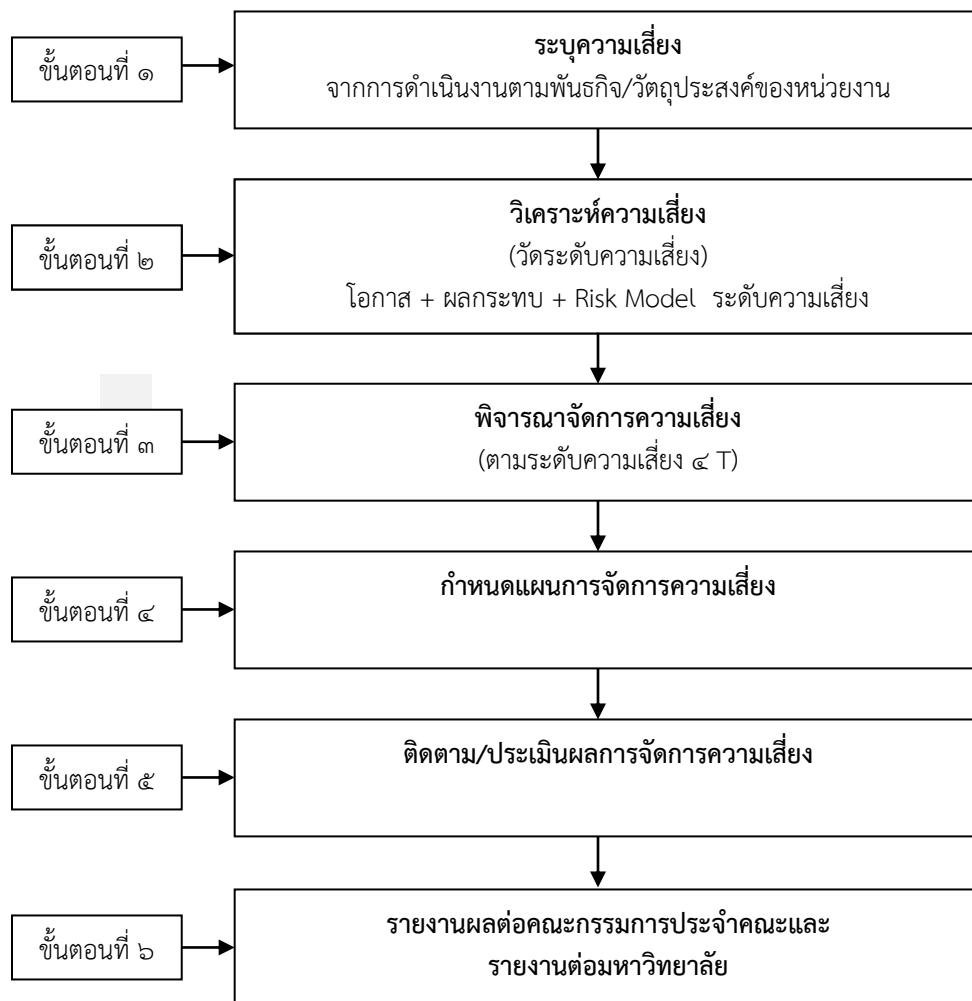 ขั้นตอนที่ ๑
ระบุความเสี่ยง
จากการดำเนินงานตามพันธกิจ/วัตถุประสงค์ของหน่วยงาน
ขั้นตอนที่ ๒
วิเคราะห์ความเสี่ยง
(วัดระดับความเสี่ยง)
โอกาส + ผลกระทบ + Risk Model ระดับความเสี่ยง
ขั้นตอนที่ ๓
พิจารณาจัดการความเสี่ยง
(ตามระดับความเสี่ยง ๔ T)
ขั้นตอนที่ ๔
กำหนดแผนการจัดการความเสี่ยง
ขั้นตอนที่ ๕
ติดตาม/ประเมินผลการจัดการความเสี่ยง
ขั้นตอนที่ ๖
รายงานผลต่อคณะกรรมการประจำคณะและ
รายงานต่อมหาวิทยาลัย